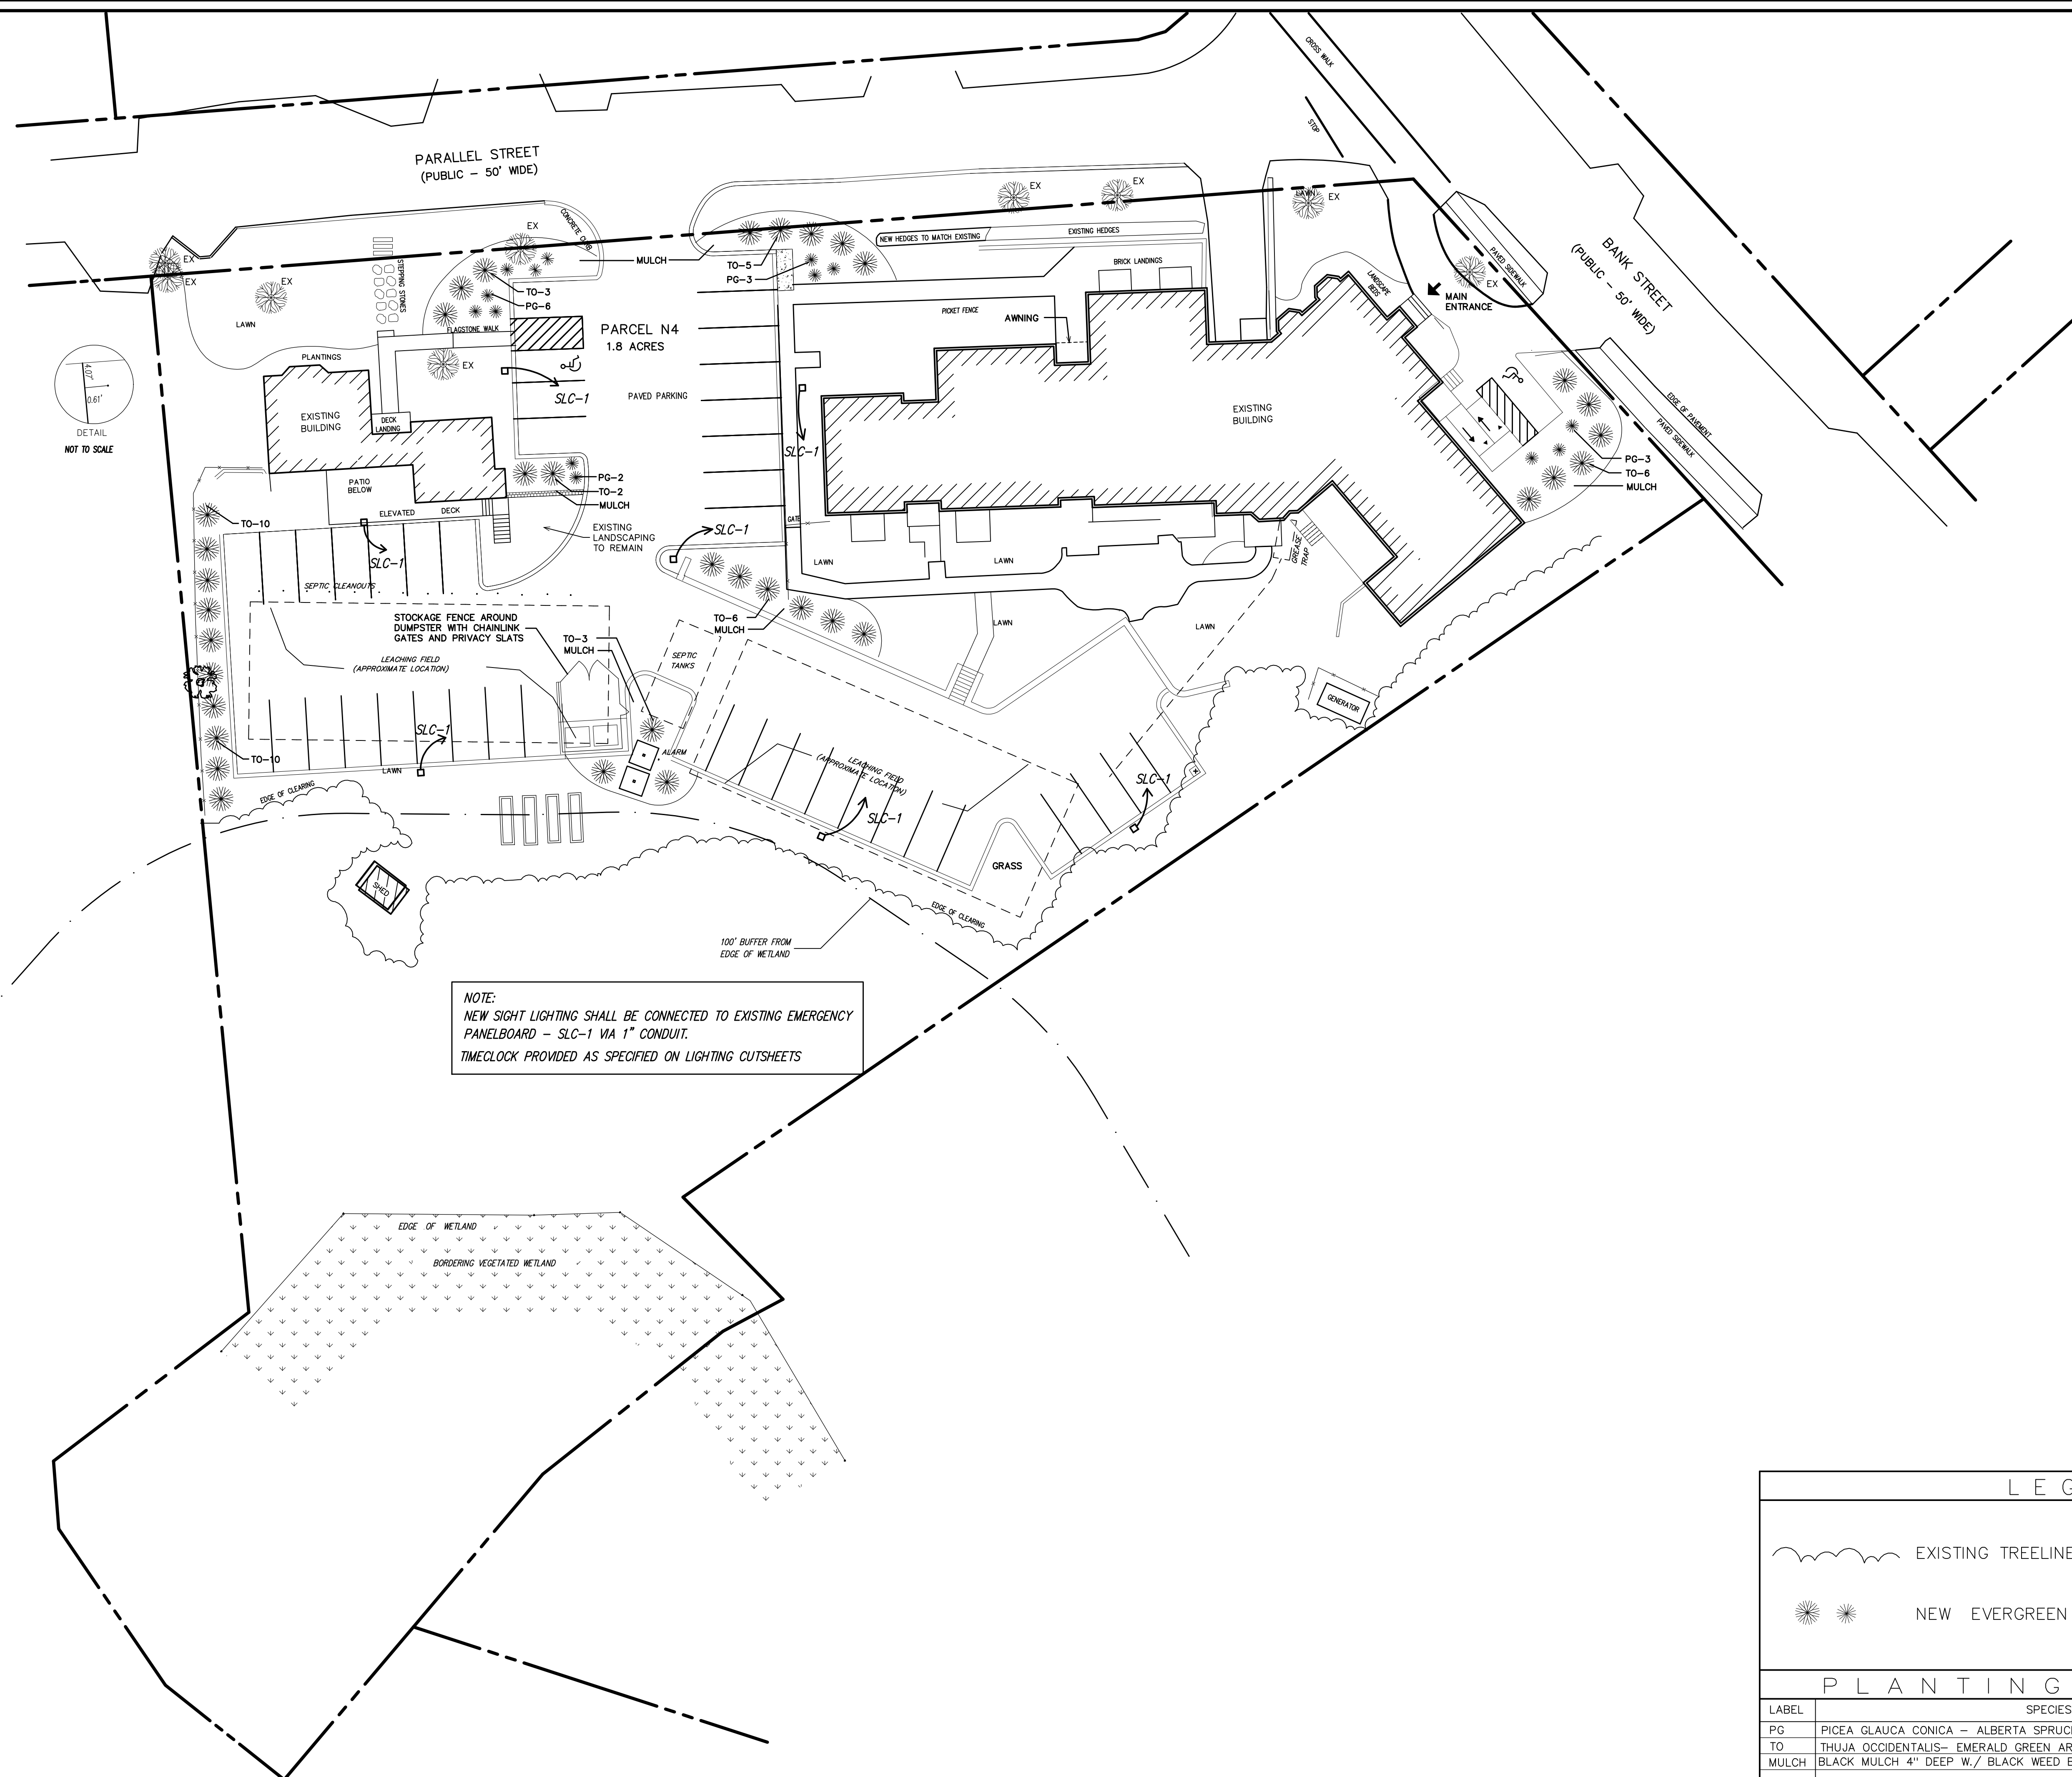 CROSS WALK
STOP
PARALLEL STREET
(PUBLIC - 50' WIDE)
BANK STREET
(PUBLIC - 50' WIDE)
EX
EX
LAWN
EX
EX
EX
CONCRETE CURB
EX
EX
LAWN
STEPPING STONES
MULCH
TO-5
PG-3
NEW HEDGES TO MATCH EXISTING
EXISTING HEDGES
BRICK LANDINGS
LANDSCAPE
BEDS
MAIN
ENTRANCE
EX
PAVED SIDEWALK
TO-3
PG-6
FLAGSTONE WALK
PARCEL N4
1.8 ACRES
PICKET FENCE
AWNING
PLANTINGS
EX
4.07'
0.61'
DETAIL
NOT TO SCALE
EXISTING
BUILDING
DECK
LANDING
SLC-1
PAVED PARKING
SLC-1
EXISTING
BUILDING
EDGE OF PAVEMENT
PAVED SIDEWALK
PG-3
TO-6
MULCH
PATIO
BELOW
ELEVATED DECK
PG-2
TO-2
MULCH
EXISTING
LANDSCAPING
TO REMAIN
TO-10
SLC-1
SLC-1
GATE
LAWN
LAWN
GREASE
TRAP
SEPTIC CLEANOUTS
STOCKAGE FENCE AROUND
DUMPSTER WITH CHAINLINK
GATES AND PRIVACY SLATS
TO-3
MULCH
TO-6
MULCH
LAWN
LAWN
LEACHING FIELD
(APPROXIMATE LOCATION)
SEPTIC
TANKS
GENERATOR
SLC-1
TO-10
LAWN
ALARM
LEACHING FIELD
(APPROXIMATE LOCATION)
SLC-1
SLC-1
EDGE OF CLEARING
GRASS
SHED
EDGE OF CLEARING
100' BUFFER FROM
EDGE OF WETLAND
NOTE:
NEW SIGHT LIGHTING SHALL BE CONNECTED TO EXISTING EMERGENCY
PANELBOARD - SLC-1 VIA 1" CONDUIT.
TIMECLOCK PROVIDED AS SPECIFIED ON LIGHTING CUTSHEETS
EDGE OF WETLAND
BORDERING VEGETATED WETLAND
L E G
EXISTING TREELINE
NEW EVERGREEN
P L A N T I N G
LABEL SPECIES
PG PICEA GLAUCA CONICA - ALBERTA SPRUC
TO THUJA OCCIDENTALIS- EMERALD GREEN AR
MULCH BLACK MULCH 4" DEEP W./ BLACK WEED B